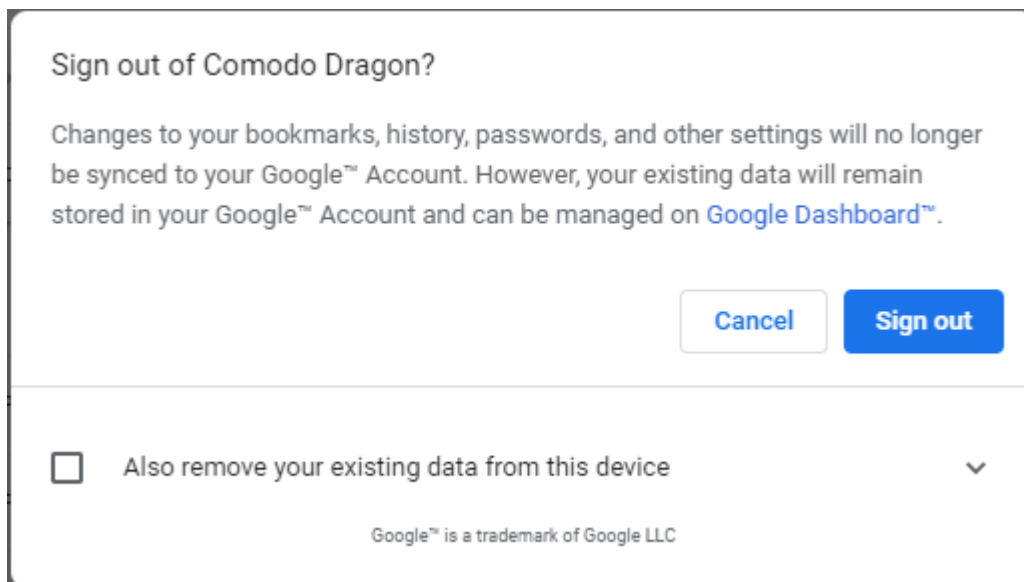 Sign out of Comodo Dragon?
Changes to your bookmarks, history, passwords, and other settings will no longer
be synced to your Google™ Account. However, your existing data will remain
stored in your Google™ Account and can be managed on Google Dashboard™.
Cancel
Sign out
Also remove your existing data from this device
Google™ is a trademark of Google LLC